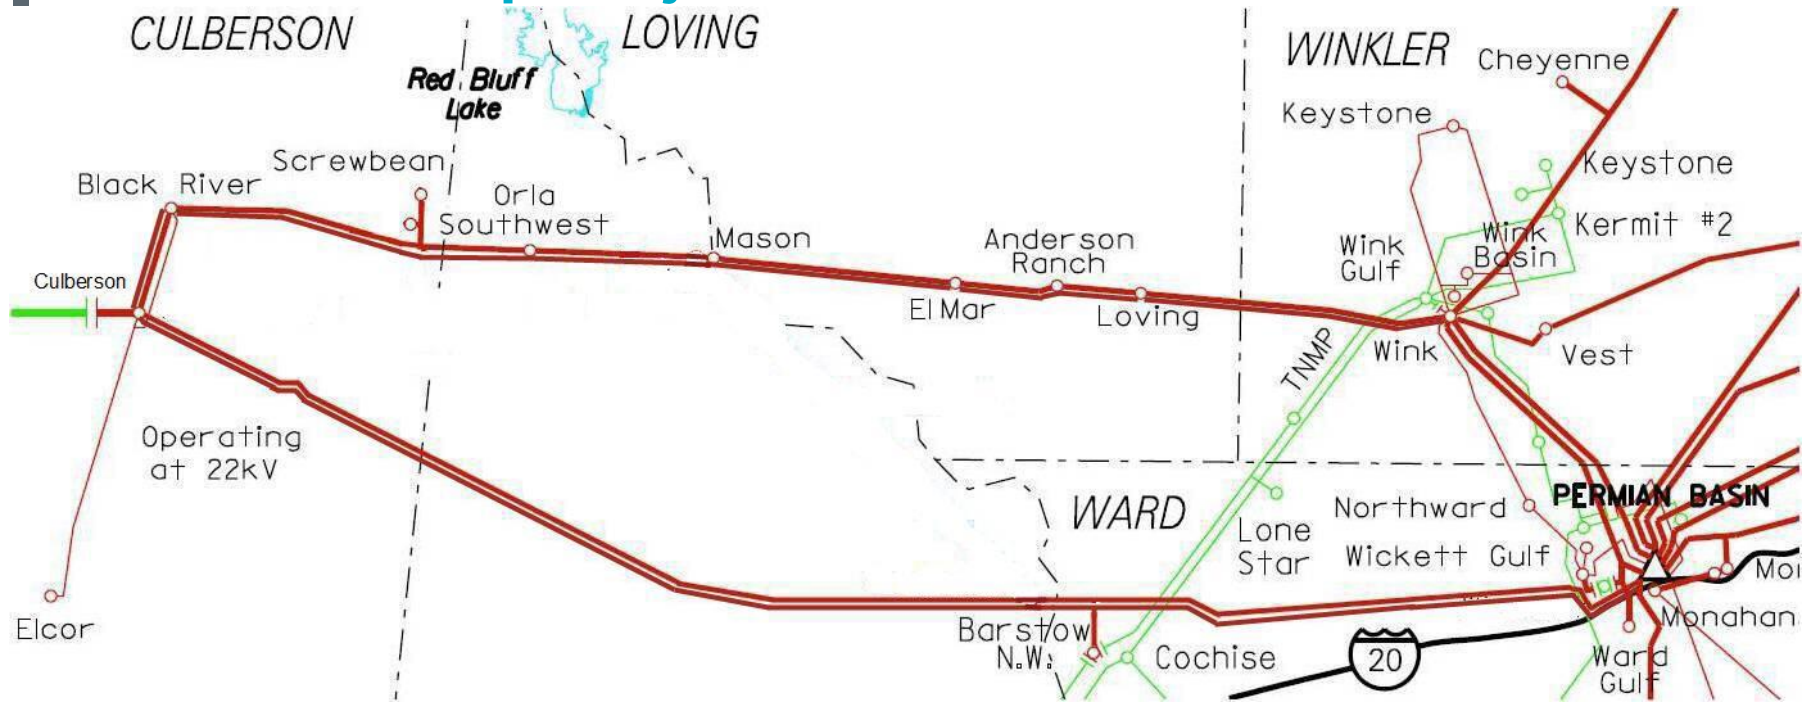 CULBERSON
LOVING
WINKLER
Cheyenne
Red Bluff
Lake
Keystone
Screwbean
Keystone
Black River
Orla
Southwest
Kermit #2
Mason
Anderson
Ranch
Wink
Gulf
Wink
Basin
Culberson
El Mar
Loving
TNMP
Wink
Vest
Operating
at 22kV
PERMIAN BASIN
WARD
Northward
Lone
Star
Wickett Gulf
Moi
Elcor
Monahan
Barstow
N.W.
Cochise
20
Ward
Gulf